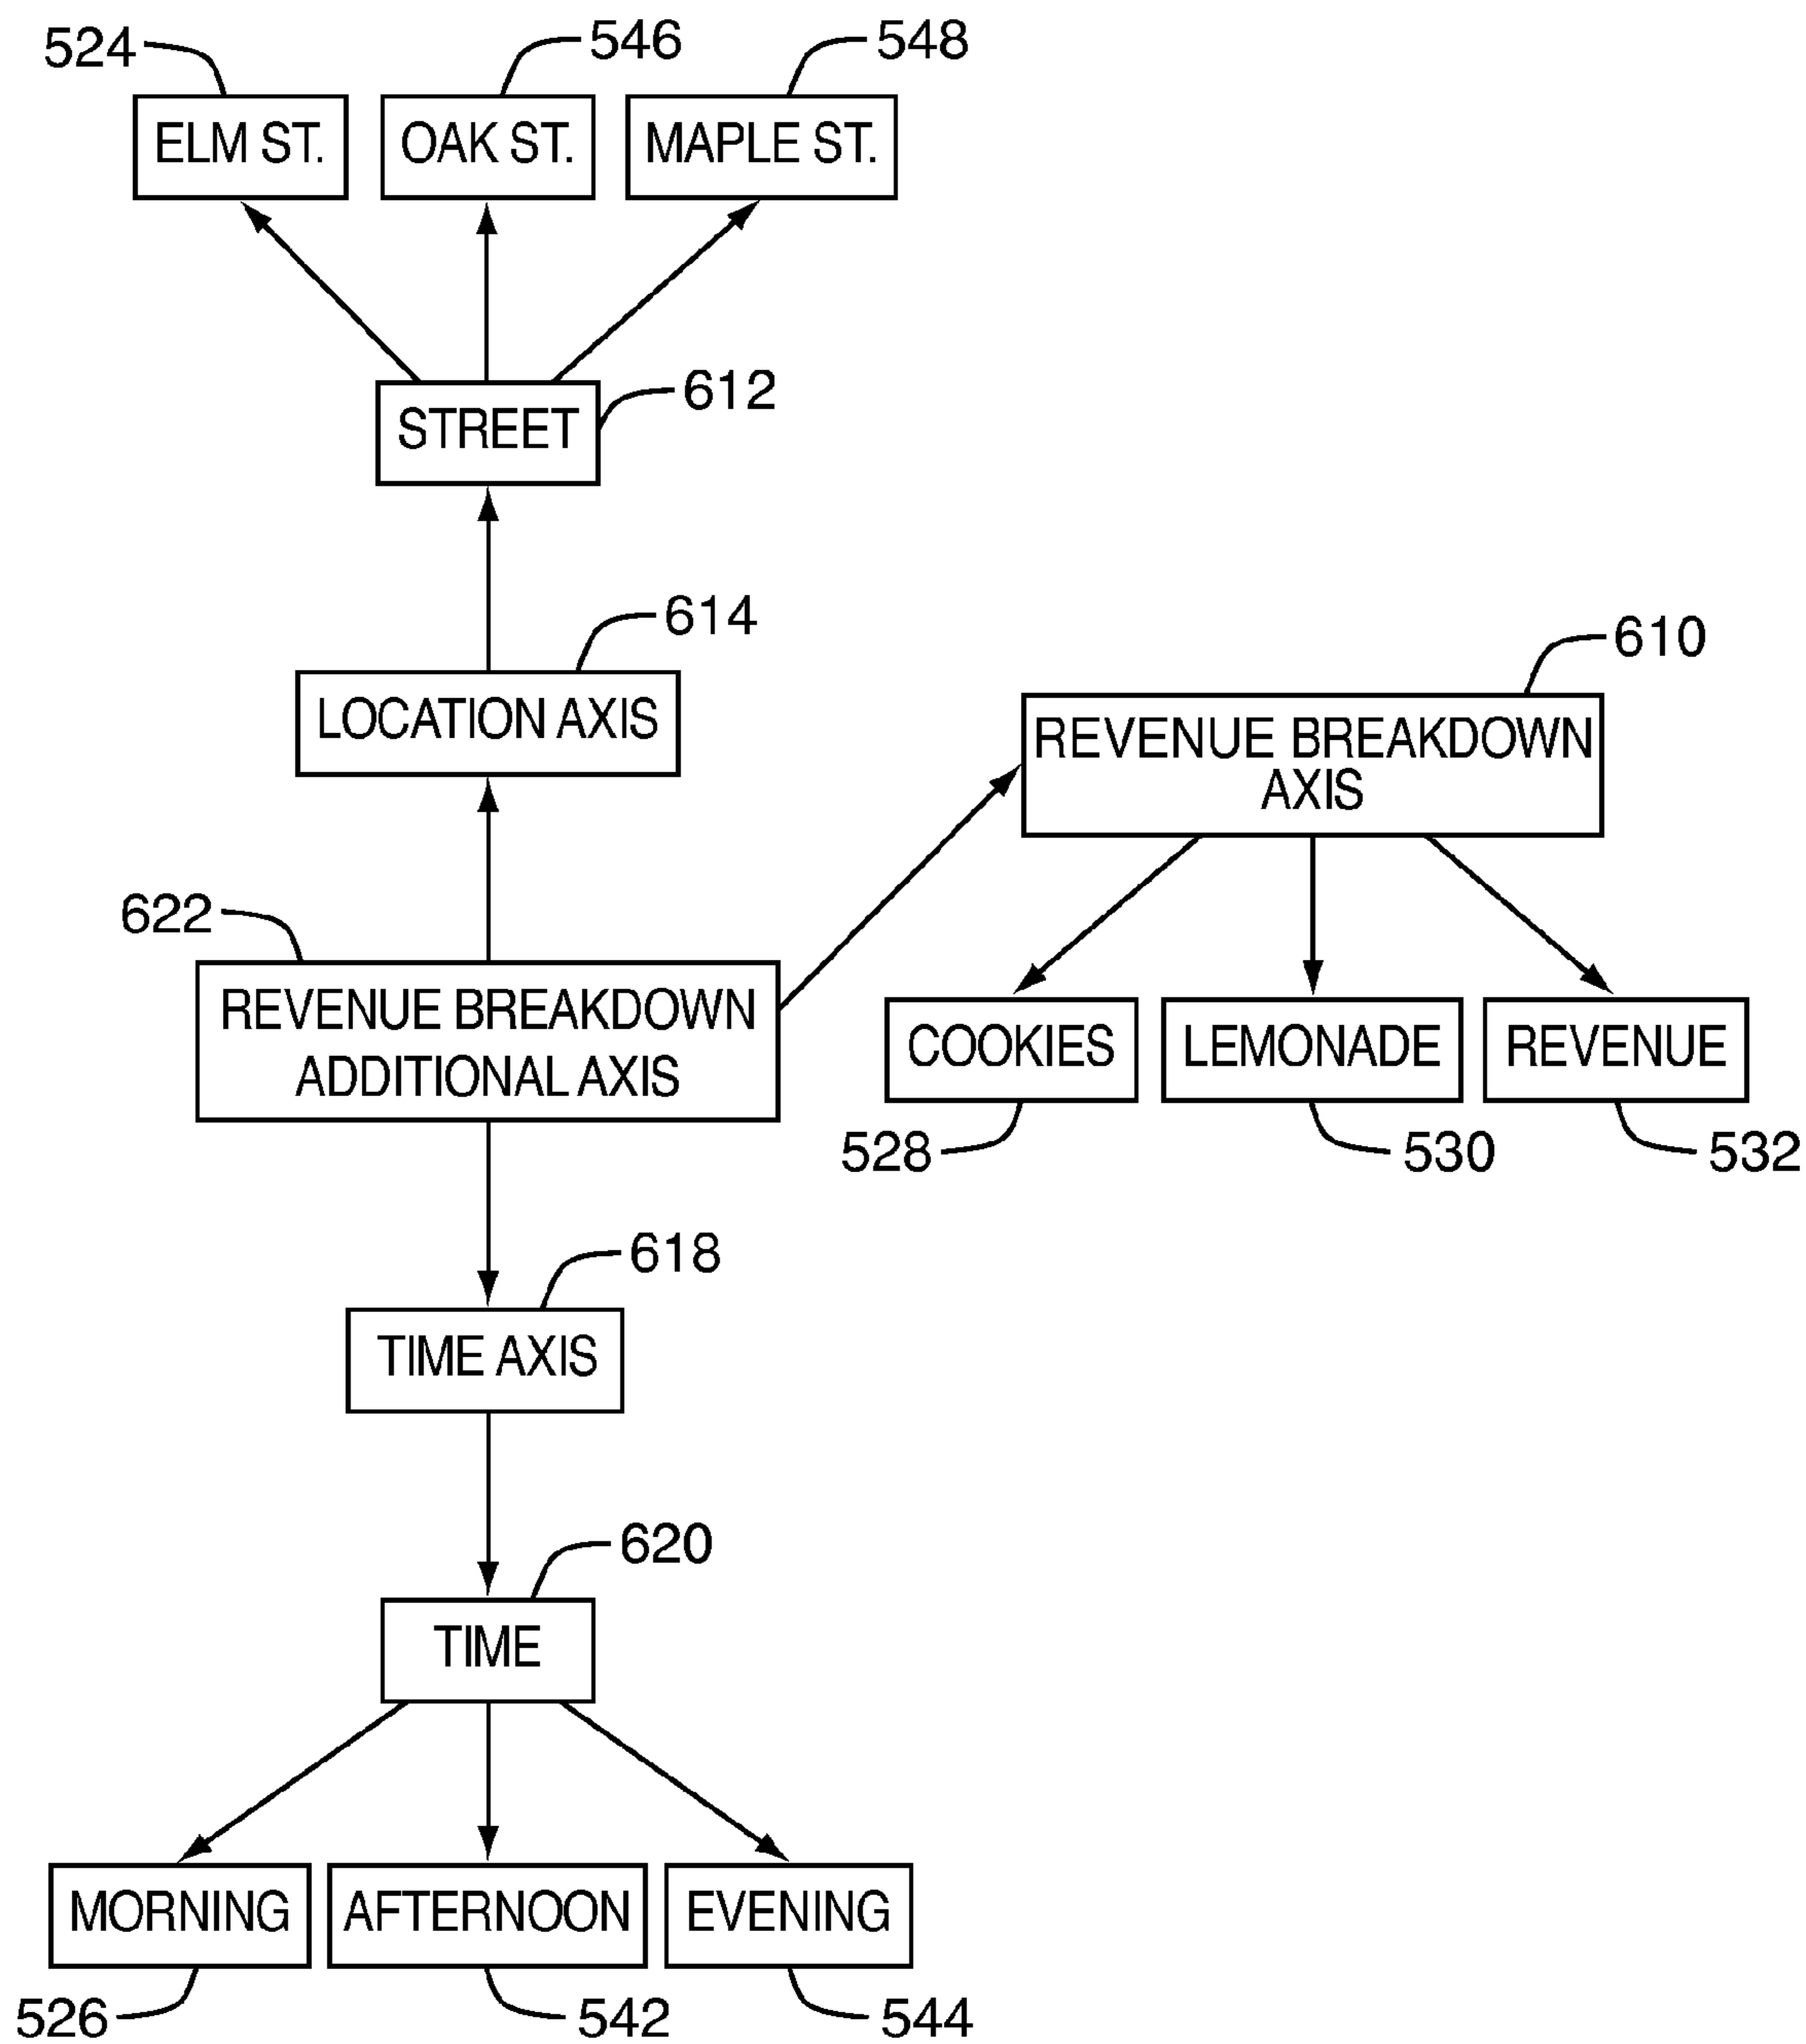 524
546
548
ELM ST.
OAK ST.
MAPLE ST.
612
STREET
614
LOCATION AXIS
610
REVENUE BREAKDOWN
AXIS
622
REVENUE BREAKDOWN
ADDITIONAL AXIS
COOKIES
LEMONADE
REVENUE
528
530
532
618
TIME AXIS
620
TIME
MORNING
AFTERNOON
EVENING
526
542
544